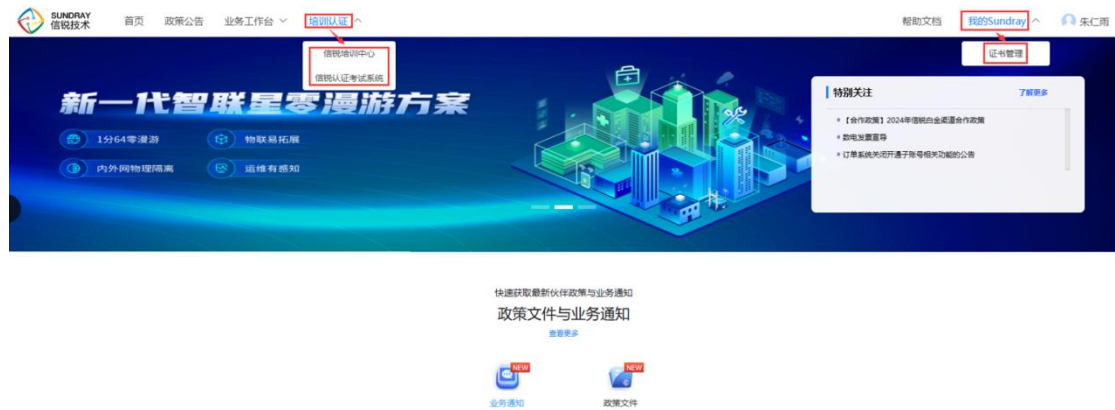 SUNDRAY
信锐技术
首页 政策公告 业务工作台 培训认证 帮助文档 我的Sundray 朱仁雨
信锐培训中心
信锐认证考试系统
证书管理
新一代智联星零漫游方案
1分64零漫游 物联易拓展
内外网物理隔离 运维有感知
特别关注 了解更多
【合作政策】2024年信锐白金渠道合作政策
数电发票宣导
订单系统关闭开通子账号相关功能的公告
快速获取最新伙伴政策与业务通知
政策文件与业务通知
查看更多
NEW NEW
业务通知 政策文件